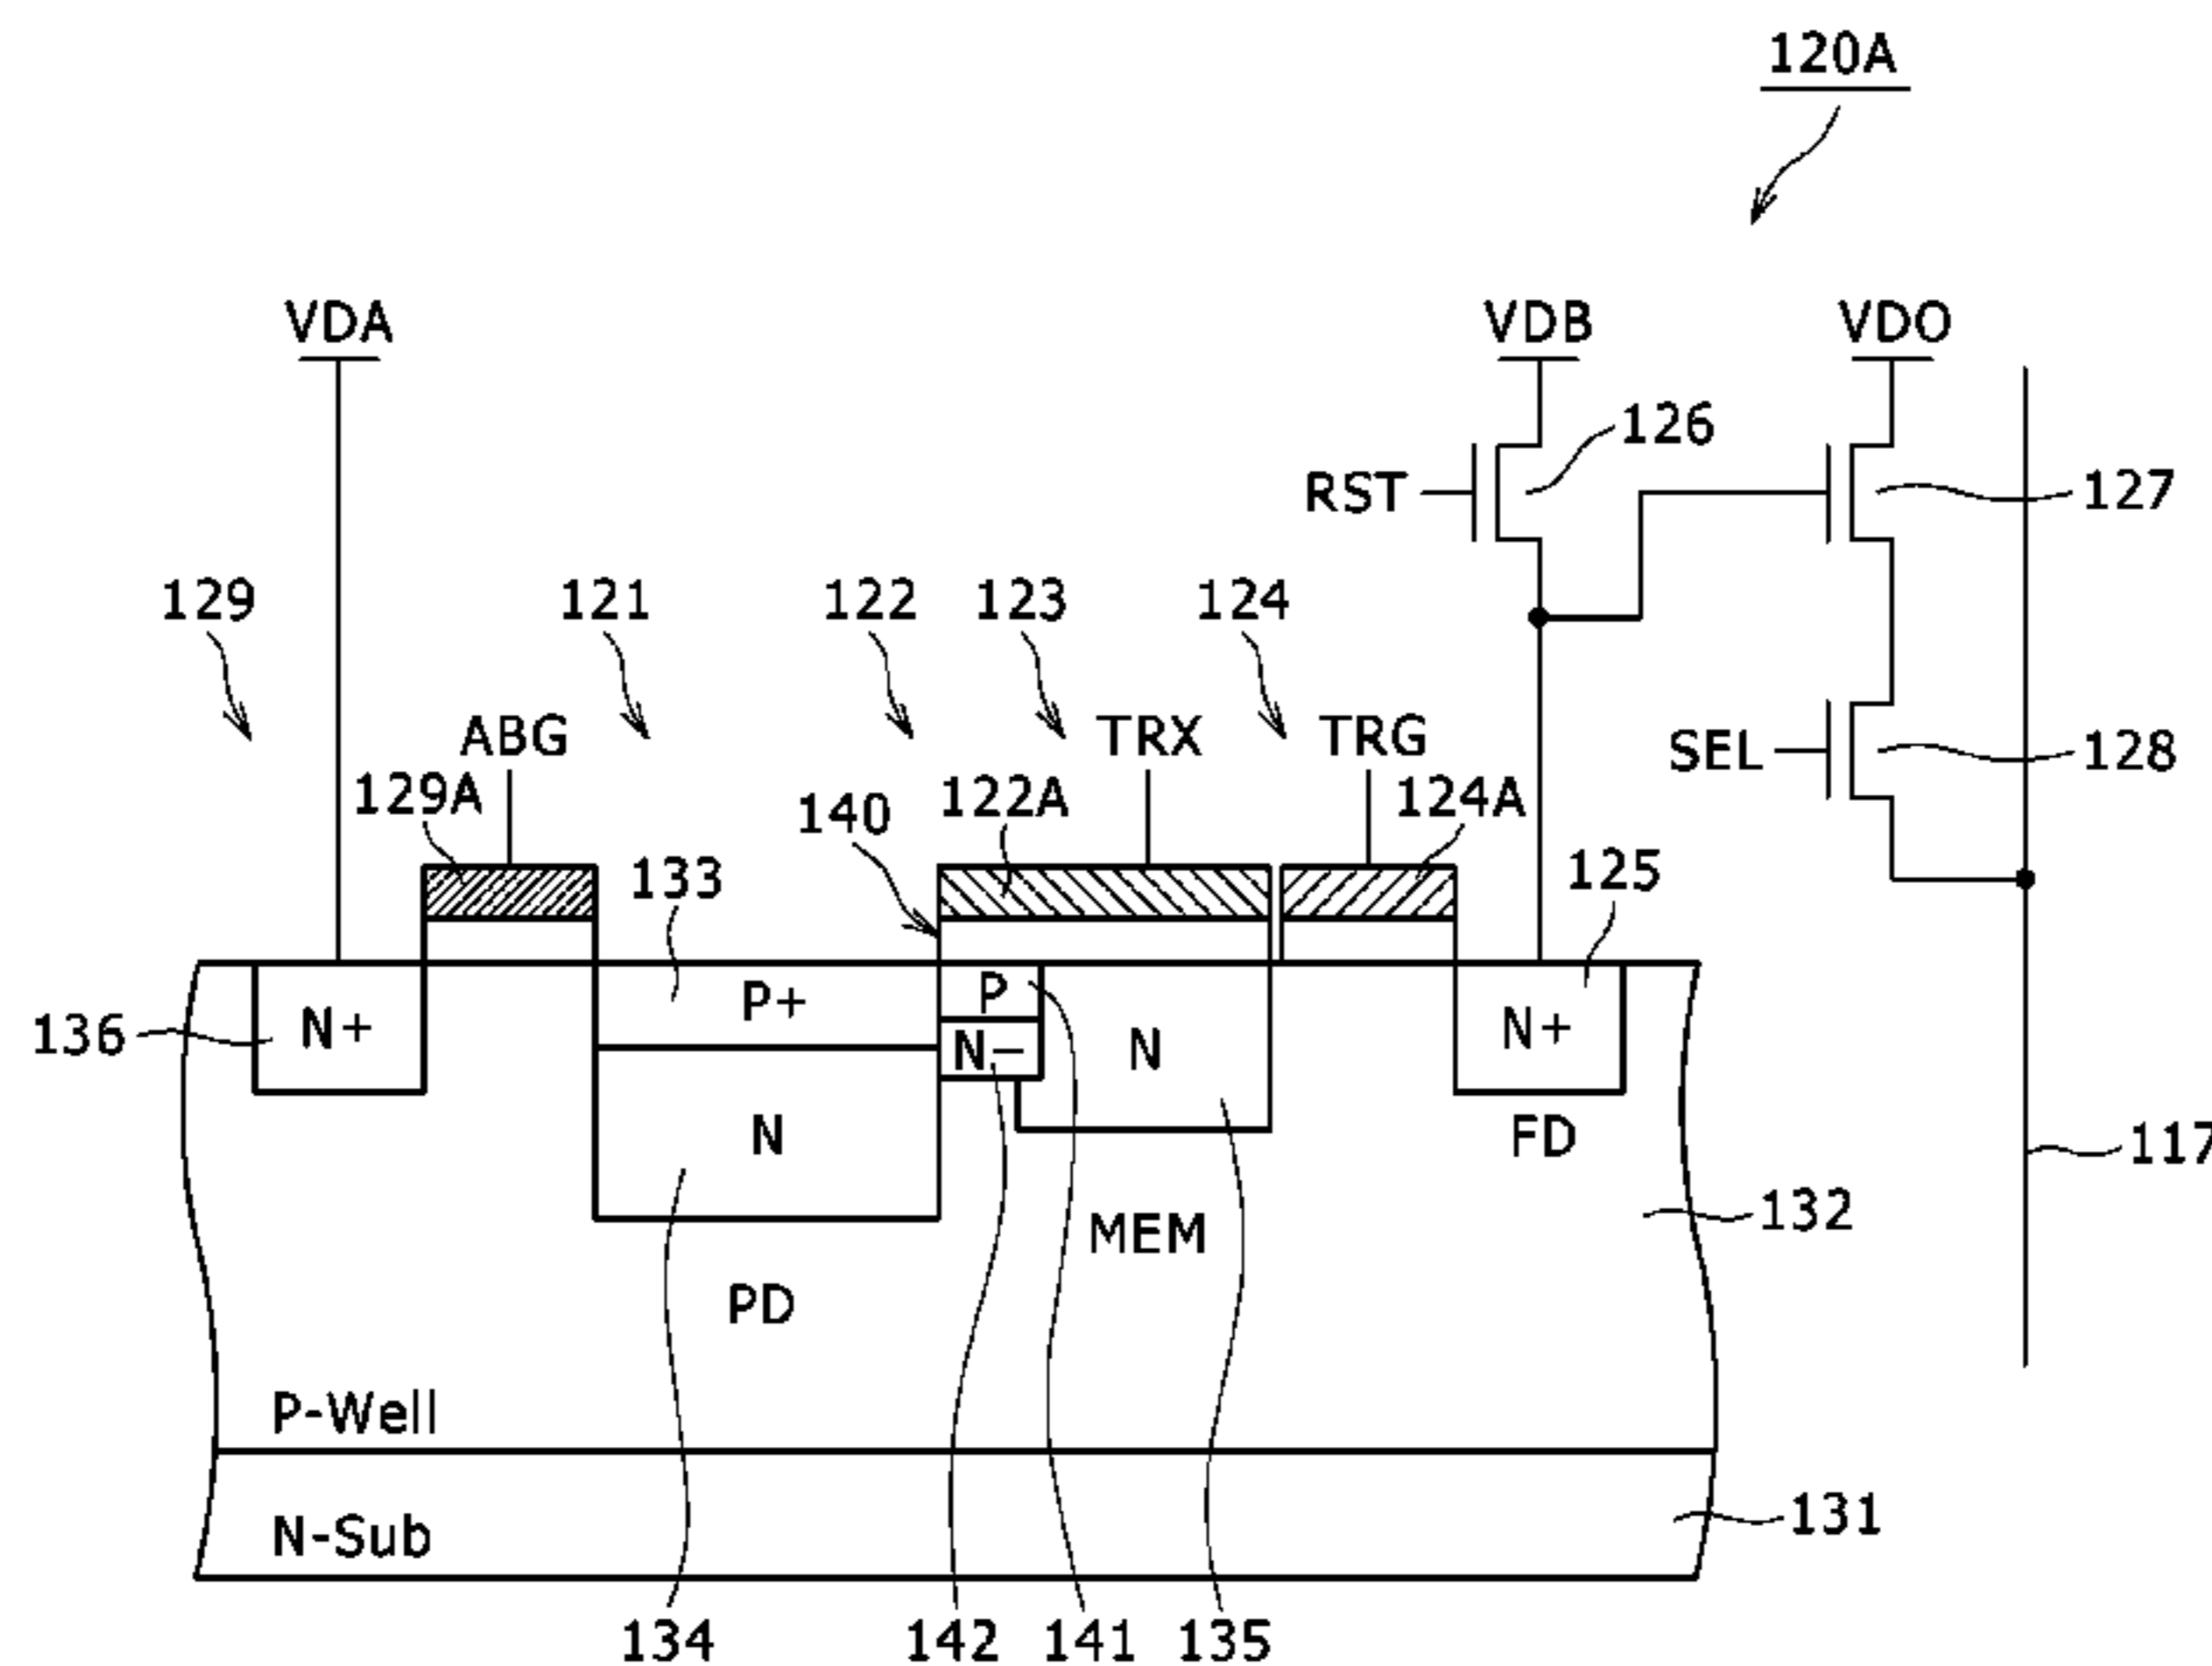 120A
VDA
VDB
VDO
126
RST
127
129
121
122
123
124
ABG
TRX
TRG
SEL
128
129A
140
122A
124A
133
125
P+
P
N+
136
N-
N
N+
N
FD
117
MEM
132
PD
P-Well
N-Sub
131
134
142
141
135